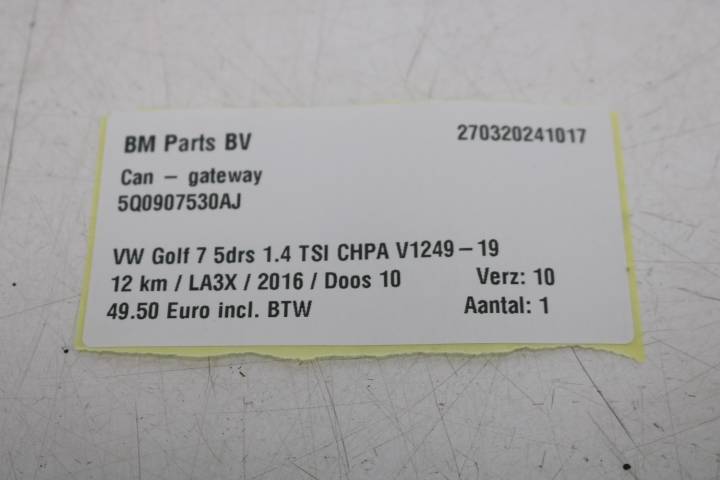 BM Parts BV 270320241017
Can – gateway
5Q0907530AJ
VW Golf 7 5drs 1.4 TSI CHPA V1249–19
12 km / LA3X / 2016 / Doos 10 Verz: 10
49.50 Euro incl. BTW Aantal: 1